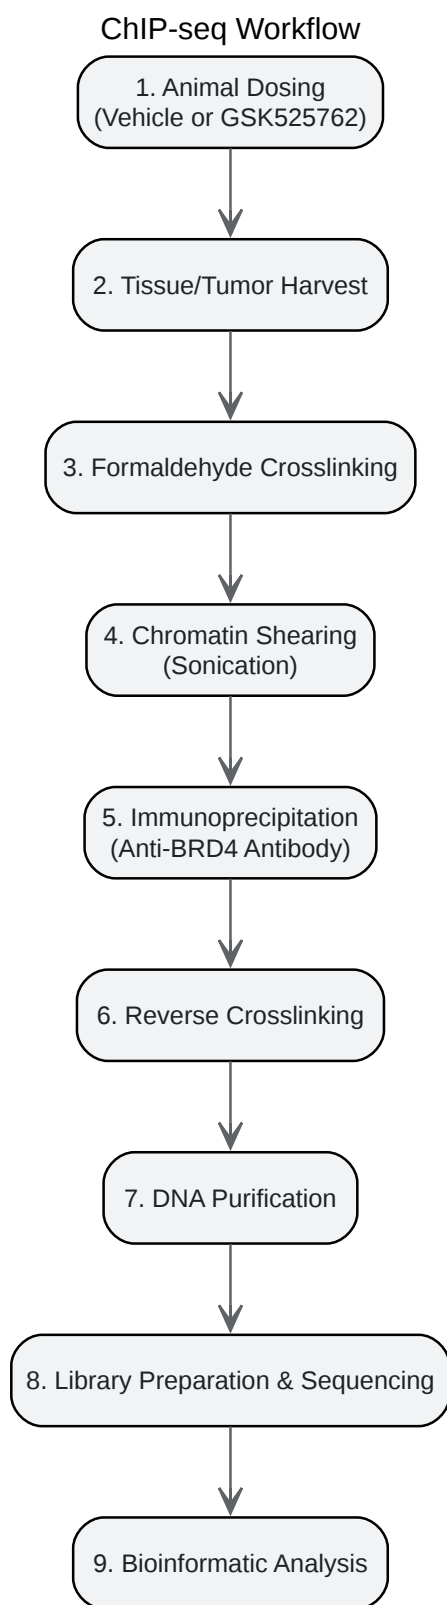 ChIP-seq Workflow
1. Animal Dosing
(Vehicle or GSK525762)
2. Tissue/Tumor Harvest
3. Formaldehyde Crosslinking
4. Chromatin Shearing
(Sonication)
5. Immunoprecipitation
(Anti-BRD4 Antibody)
6. Reverse Crosslinking
7. DNA Purification
8. Library Preparation & Sequencing
9. Bioinformatic Analysis